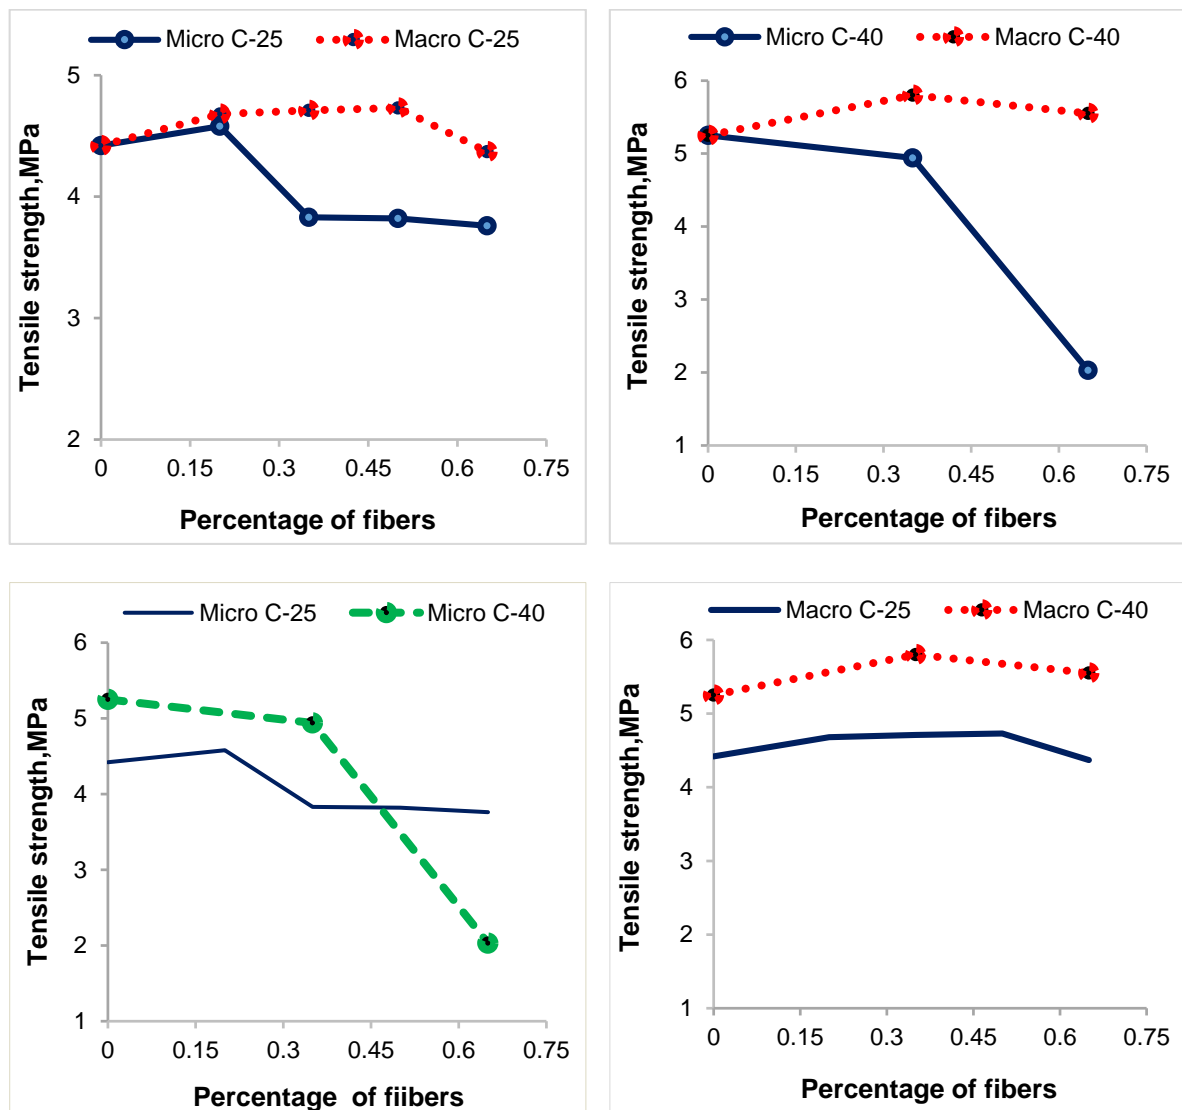 Micro C-25 Macro C-25
5
4
3
2
Tensile strength,MPa
0 0.15 0.3 0.45 0.6 0.75
Percentage of fibers
Micro C-40 Macro C-40
6
5
4
3
2
1
Tensile strength,MPa
0 0.15 0.3 0.45 0.6 0.75
Percentage of fibers
Micro C-25 Micro C-40
6
5
4
3
2
1
Tensile strength,MPa
0 0.15 0.3 0.45 0.6 0.75
Percentage of fiibers
Macro C-25 Macro C-40
6
5
4
3
2
1
Tensile strength,MPa
0 0.15 0.3 0.45 0.6 0.75
Percentage of fibers